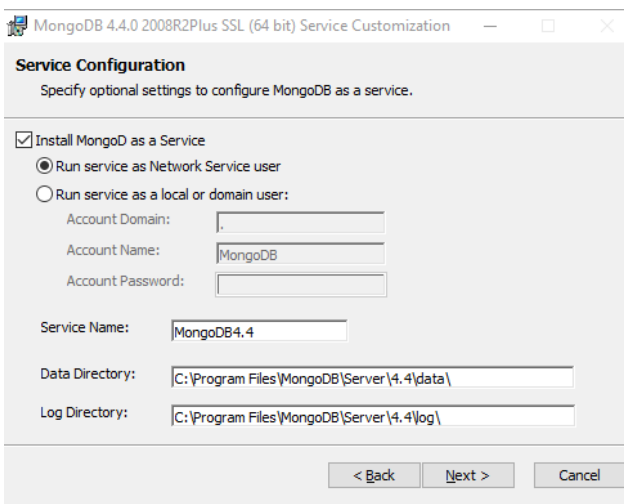 MongoDB 4.4.0 2008R2Plus SSL (64 bit) Service Customization
Service Configuration
Specify optional settings to configure MongoDB as a service.
Install MongoD as a Service
Run service as Network Service user
Run service as a local or domain user:
Account Domain: .
Account Name: MongoDB
Account Password:
Service Name: MongoDB4.4
Data Directory: C:\Program Files\MongoDB\Server\4.4\data\
Log Directory: C:\Program Files\MongoDB\Server\4.4\log\
< Back Next > Cancel